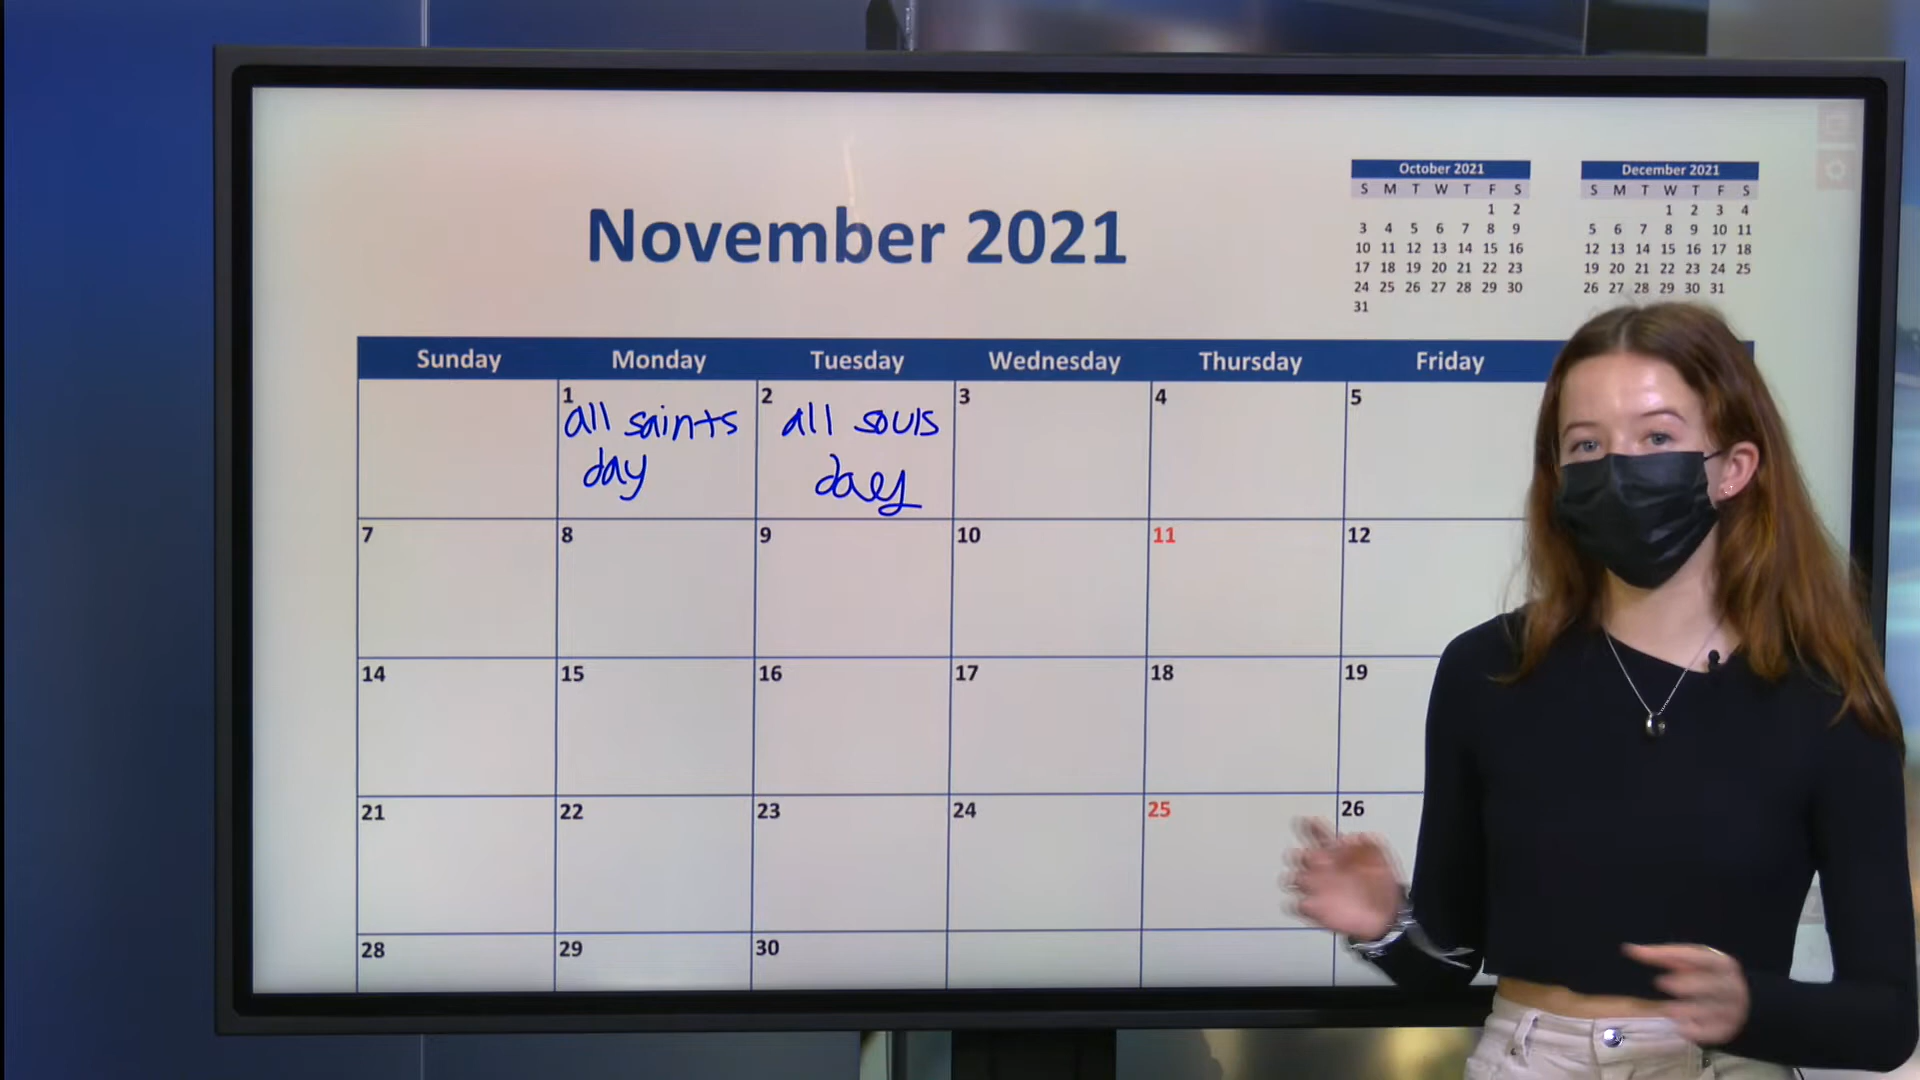 November 2021
October 2021
S M T W T F S
1 2
3 4 5 6 7 8 9
10 11 12 13 14 15 16
17 18 19 20 21 22 23
24 25 26 27 28 29 30
31
December 2021
S M T W T F S
1 2 3 4
5 6 7 8 9 10 11
12 13 14 15 16 17 18
19 20 21 22 23 24 25
26 27 28 29 30 31
Sunday Monday Tuesday Wednesday Thursday Friday
1 2 3 4 5
all saints all souls
day day
7 8 9 10 11 12
14 15 16 17 18 19
21 22 23 24 25 26
28 29 30